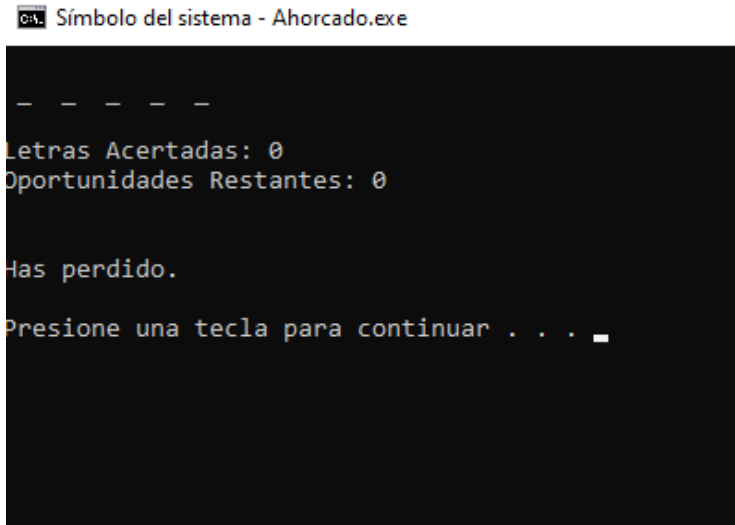 Símbolo del sistema - Ahorcado.exe
_ _ _ _ _
Letras Acertadas: 0
Oportunidades Restantes: 0
Has perdido.
Presione una tecla para continuar . . . _